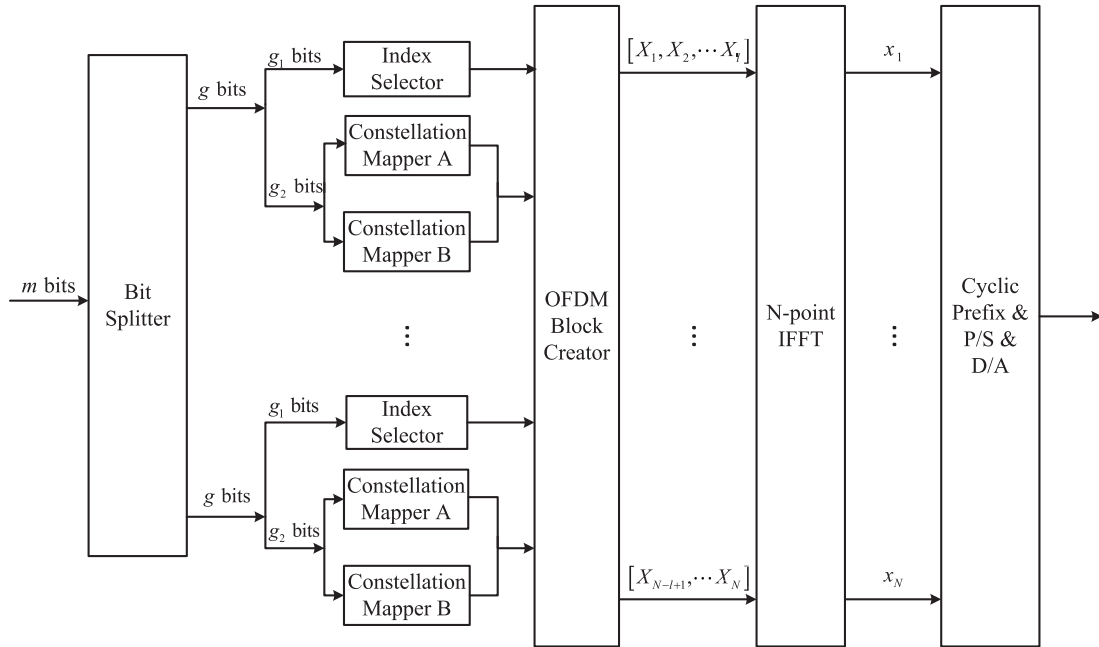 m bits
Bit
Splitter
g bits
g₁ bits
Index
Selector
g₂ bits
Constellation
Mapper A
Constellation
Mapper B
⋮
g bits
g₁ bits
Index
Selector
g₂ bits
Constellation
Mapper A
Constellation
Mapper B
OFDM
Block
Creator
[X₁, X₂, ⋯ Xₗ]
⋮
[X_{N-l+1}, ⋯ X_N]
N-point
IFFT
x₁
⋮
x_N
Cyclic
Prefix &
P/S &
D/A